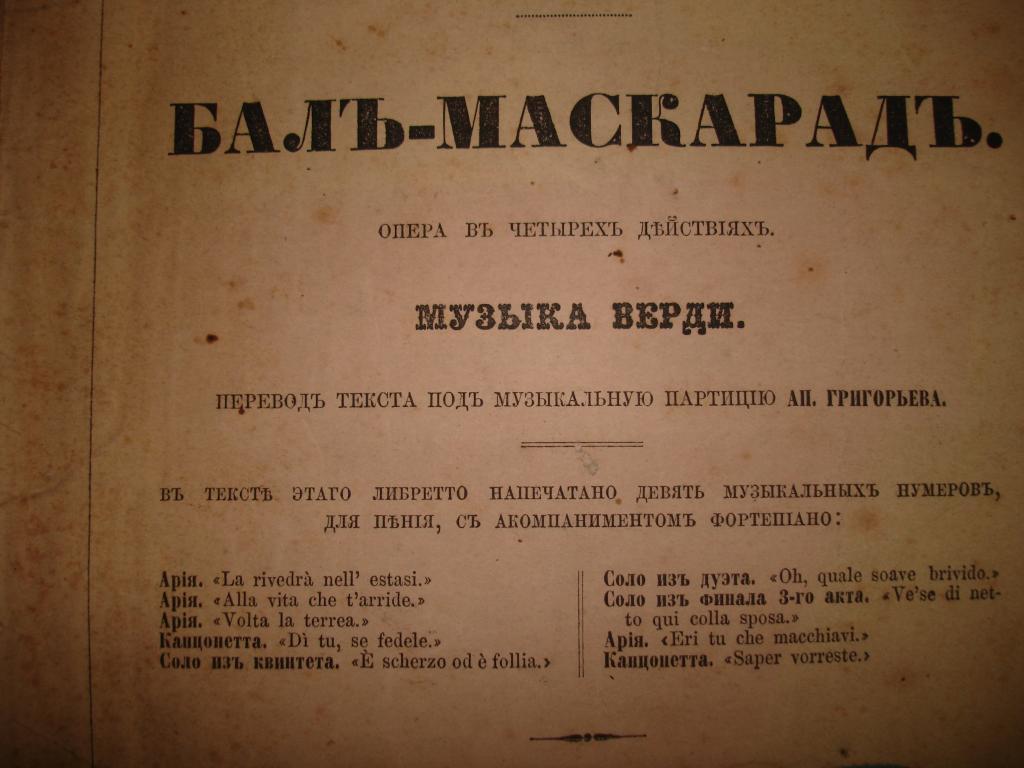 БАЛЪ-МАСКАРАДЪ.
ОПЕРА ВЪ ЧЕТЫРЕХЪ ДѢЙСТВІЯХЪ.
МУЗЫКА ВЕРДИ.
ПЕРЕВОДЪ ТЕКСТА ПОДЪ МУЗЫКАЛЬНУЮ ПАРТИЦІЮ АП. ГРИГОРЬЕВА.
ВЪ ТЕКСТѢ ЭТАГО ЛИБРЕТТО НАПЕЧАТАНО ДЕВЯТЬ МУЗЫКАЛЬНЫХЪ НУМЕРОВЪ,
ДЛЯ ПѢНІЯ, СЪ АКОМПАНИМЕНТОМЪ ФОРТЕПІАНО:
Арія. «La rivedrà nell' estasi.»
Арія. «Alla vita che t'arride.»
Арія. «Volta la terrea.»
Канцонетта. «Dì tu, se fedele.»
Соло изъ квинтета. «È scherzo od è follia.»
Соло изъ дуэта. «Oh, quale soave brivido.»
Соло изъ финала 3-го акта. «Ve'se di net-
to qui colla sposa.»
Арія. «Eri tu che macchiavi.»
Канцонетта. «Saper vorreste.»